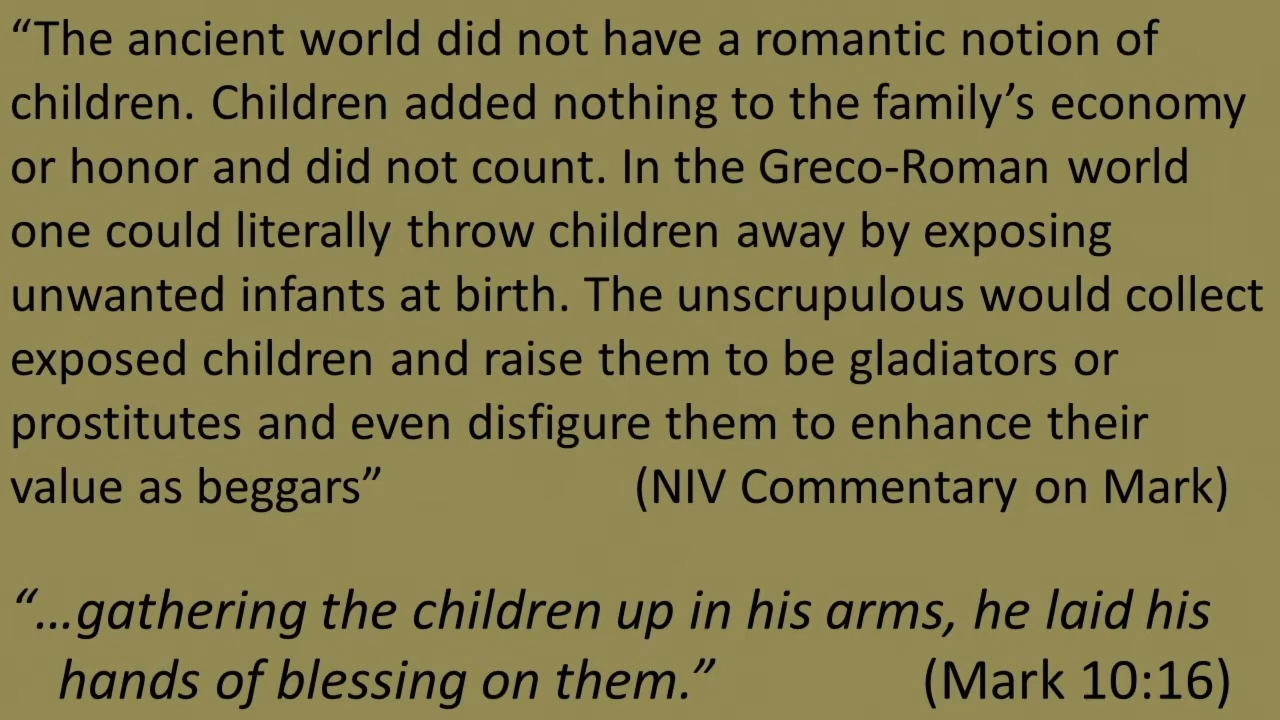 “The ancient world did not have a romantic notion of
children. Children added nothing to the family’s economy
or honor and did not count. In the Greco-Roman world
one could literally throw children away by exposing
unwanted infants at birth. The unscrupulous would collect
exposed children and raise them to be gladiators or
prostitutes and even disfigure them to enhance their
value as beggars” (NIV Commentary on Mark)
“…gathering the children up in his arms, he laid his
hands of blessing on them.” (Mark 10:16)